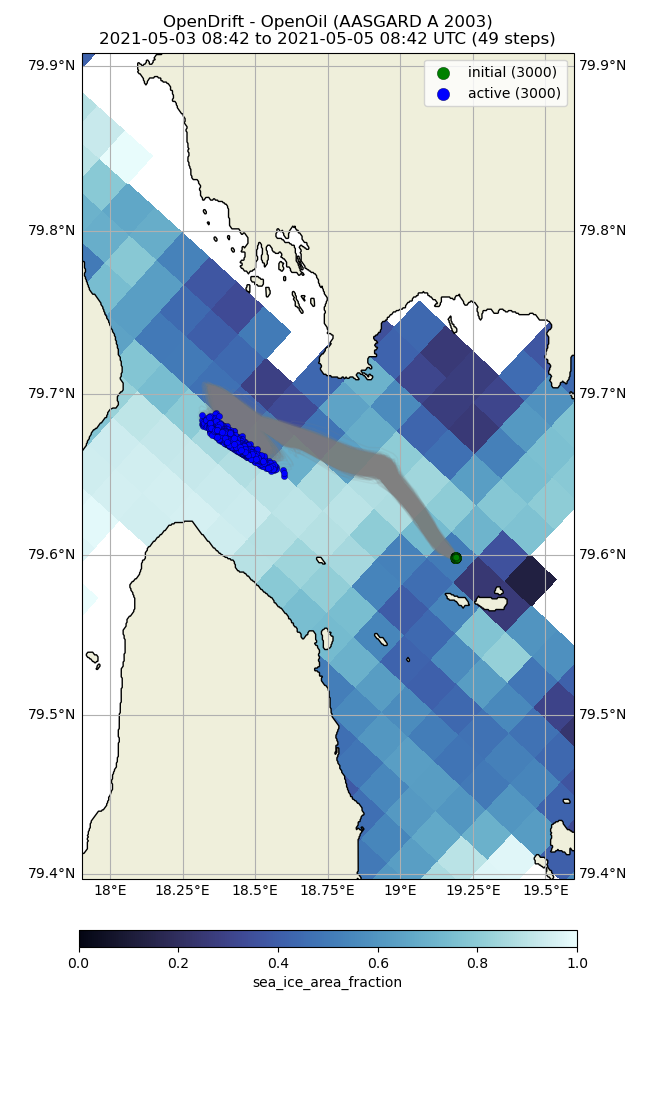 OpenDrift - OpenOil (AASGARD A 2003)
2021-05-03 08:42 to 2021-05-05 08:42 UTC (49 steps)
initial (3000)
active (3000)
79.9°N 79.9°N
79.8°N 79.8°N
79.7°N 79.7°N
79.6°N 79.6°N
79.5°N 79.5°N
79.4°N 79.4°N
18°E 18.25°E 18.5°E 18.75°E 19°E 19.25°E 19.5°E
0.0 0.2 0.4 0.6 0.8 1.0
sea_ice_area_fraction